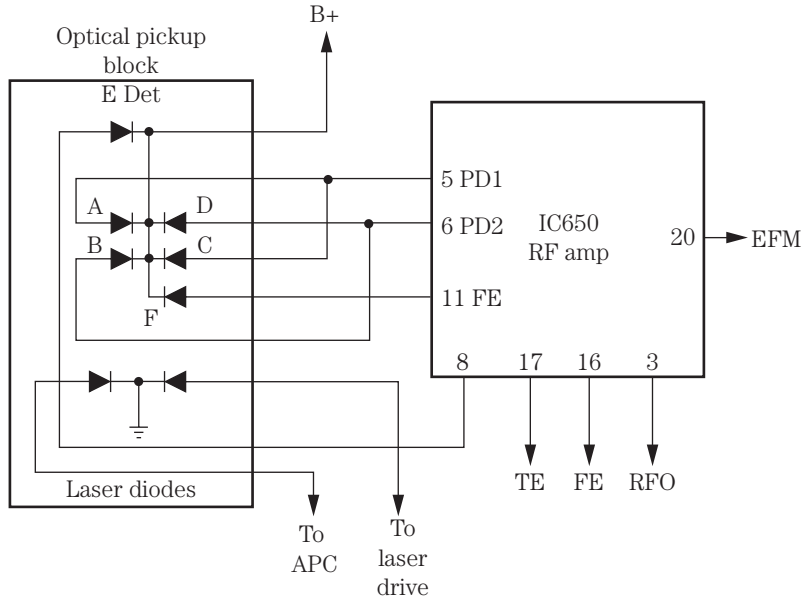 B+
Optical pickup
block
E Det
A
D
B
C
F
5 PD1
6 PD2
11 FE
IC650
RF amp
20
EFM
8
17
16
3
TE
FE
RFO
Laser diodes
To
APC
To
laser
drive